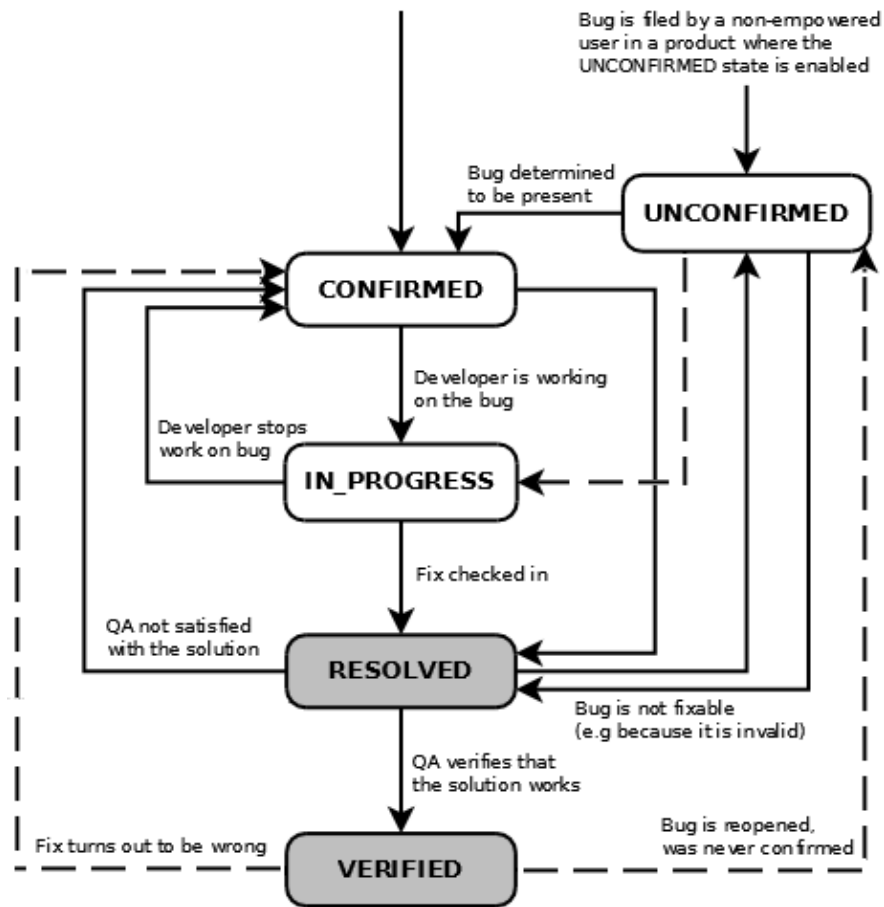 Bug is filed by a non-empowered
user in a product where the
UNCONFIRMED state is enabled
Bug determined
to be present
UNCONFIRMED
CONFIRMED
Developer is working
on the bug
Developer stops
work on bug
IN_PROGRESS
Fix checked in
QA not satisfied
with the solution
RESOLVED
Bug is not fixable
(e.g because it is invalid)
QA verifies that
the solution works
Fix turns out to be wrong
Bug is reopened,
was never confirmed
VERIFIED